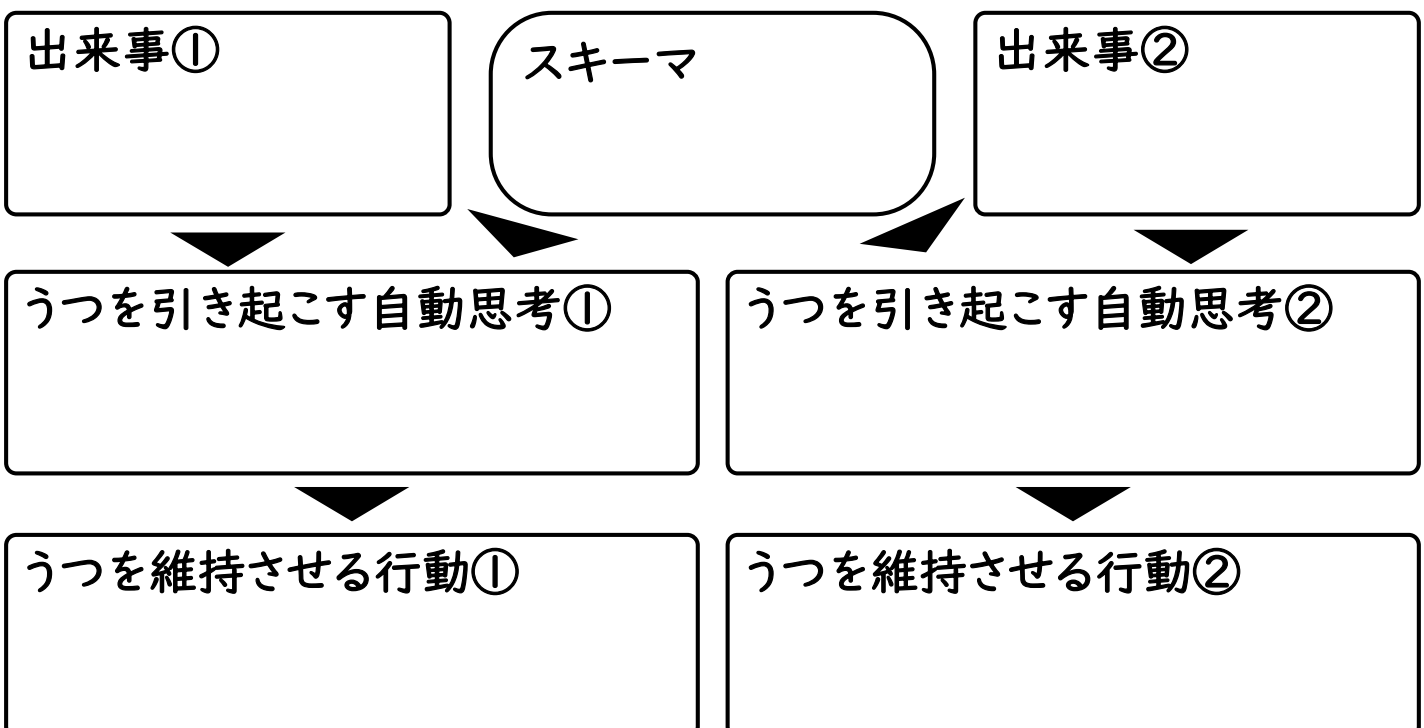 出来事①
スキーマ
出来事②
うつを引き起こす自動思考①
うつを引き起こす自動思考②
うつを維持させる行動①
うつを維持させる行動②